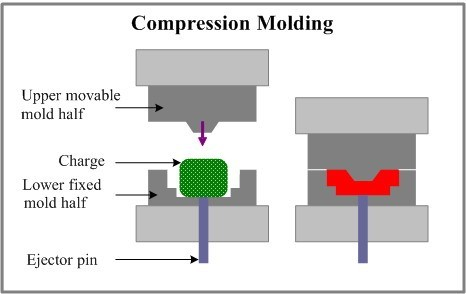 Compression Molding
Upper movable
mold half
Charge
Lower fixed
mold half
Ejector pin